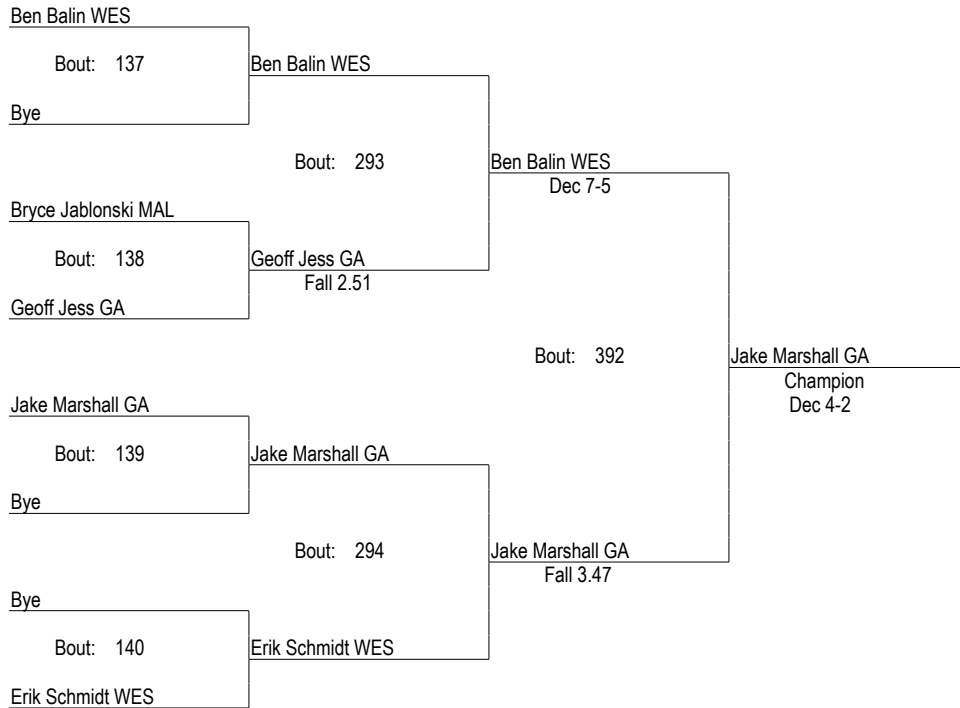 Ben Balin WES
Bout: 137
Ben Balin WES
Bye
Bout: 293
Ben Balin WES
Dec 7-5
Bryce Jablonski MAL
Bout: 138
Geoff Jess GA
Fall 2.51
Geoff Jess GA
Bout: 392
Jake Marshall GA
Champion
Dec 4-2
Jake Marshall GA
Bout: 139
Jake Marshall GA
Bye
Bout: 294
Jake Marshall GA
Fall 3.47
Bye
Bout: 140
Erik Schmidt WES
Erik Schmidt WES